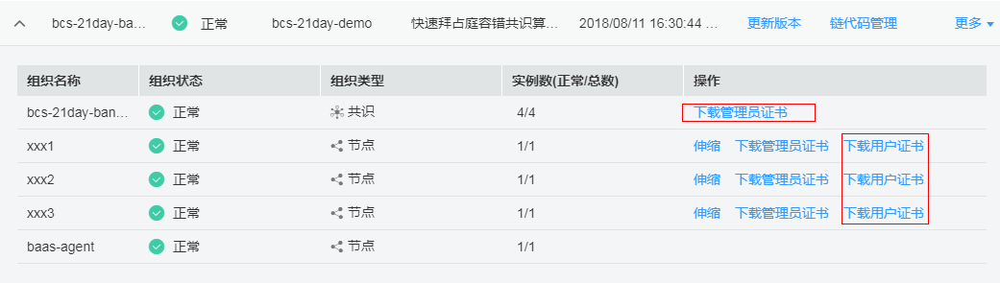 bcs-21day-ba... 正常 bcs-21day-demo 快速拜占庭容错共识算... 2018/08/11 16:30:44 ... 更新版本 链代码管理 更多
组织名称 组织状态 组织类型 实例数(正常/总数) 操作
bcs-21day-ban... 正常 共识 4/4 下载管理员证书
xxx1 正常 节点 1/1 伸缩 下载管理员证书 下载用户证书
xxx2 正常 节点 1/1 伸缩 下载管理员证书 下载用户证书
xxx3 正常 节点 1/1 伸缩 下载管理员证书 下载用户证书
baas-agent 正常 节点 1/1